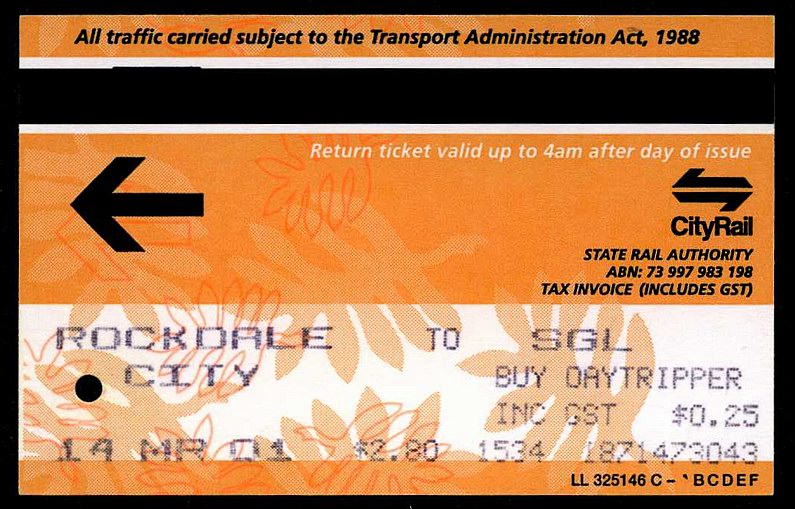 All traffic carried subject to the Transport Administration Act, 1988
Return ticket valid up to 4am after day of issue
CityRail
STATE RAIL AUTHORITY
ABN: 73 997 983 198
TAX INVOICE (INCLUDES GST)
ROCKDALE TO SGL
CITY BUY DAYTRIPPER
INC GST $0.25
14 MR 01 $2.80 1534 1871473043
LL 325146 C – BCDEF